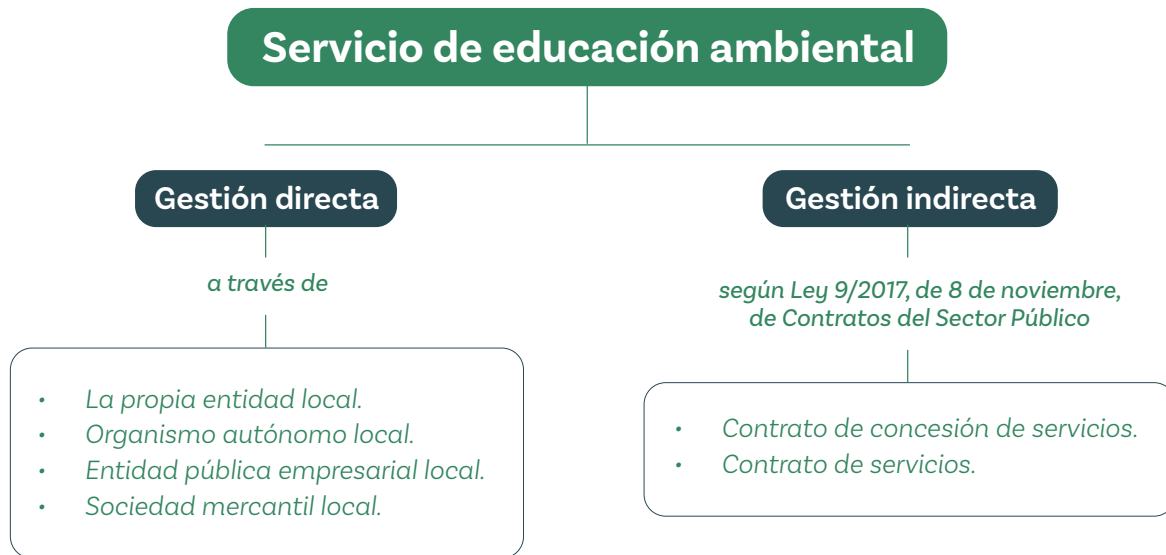 Servicio de educación ambiental
Gestión directa
a través de
• La propia entidad local.
• Organismo autónomo local.
• Entidad pública empresarial local.
• Sociedad mercantil local.
Gestión indirecta
según Ley 9/2017, de 8 de noviembre,
de Contratos del Sector Público
• Contrato de concesión de servicios.
• Contrato de servicios.